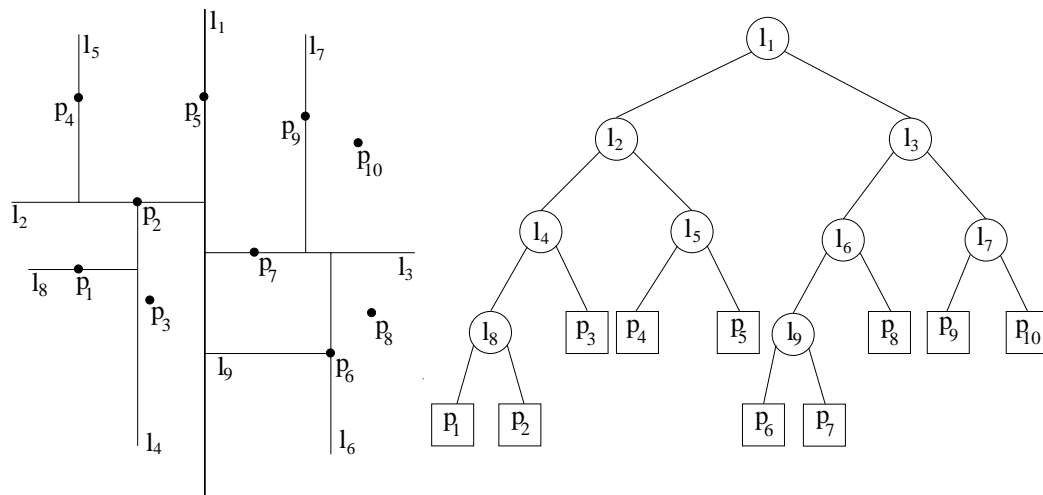 l₁
l₅
l₇
p₄
p₅
p₉
p₁₀
l₂
p₂
p₇
l₃
l₈
p₁
p₃
p₈
l₉
p₆
l₄
l₆
l₁
l₂
l₃
l₄
l₅
l₆
l₇
l₈
p₃
p₄
p₅
l₉
p₈
p₉
p₁₀
p₁
p₂
p₆
p₇